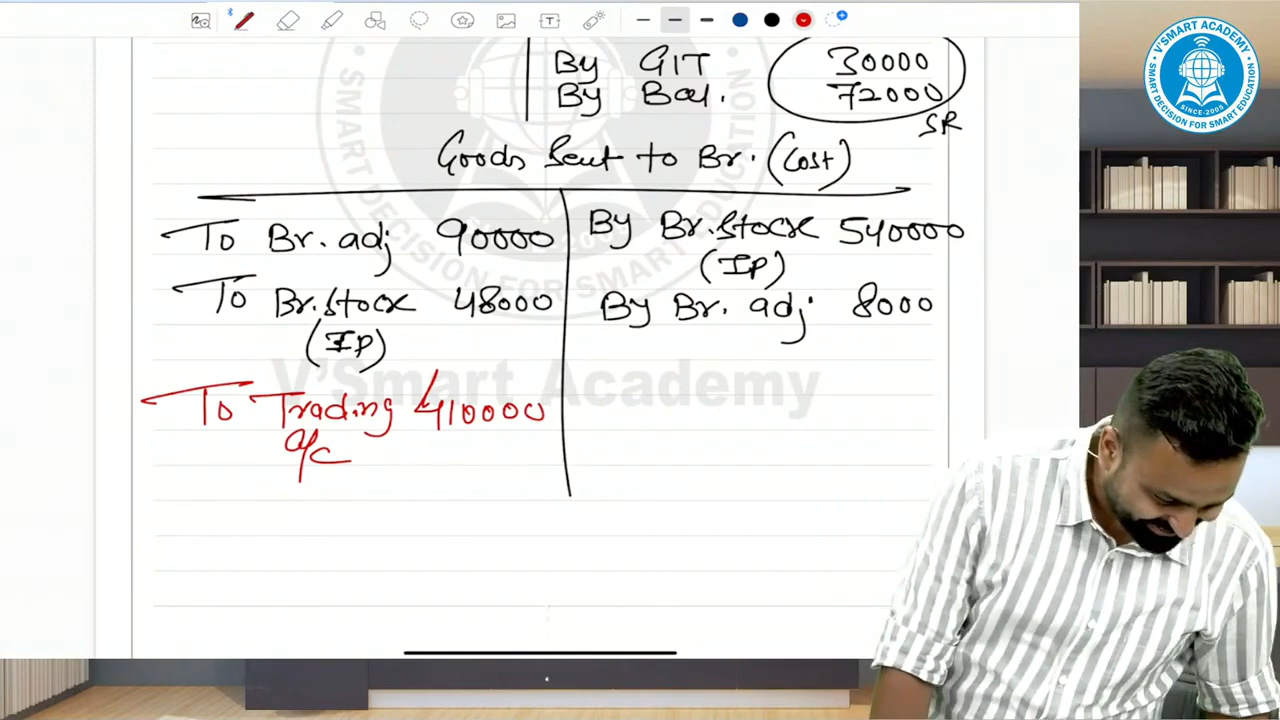 By GIT 30000
By Bal. 72000
SR
Goods Sent to Br. (Cost)
To Br. adj 90000
By Br. stock 540000
(IP)
To Br. stock 48000
(IP)
By Br. adj 8000
To Trading 410000
a/c
V'Smart Academy
V'SMART ACADEMY
SINCE-2005
SMART DECISION FOR SMART EDUCATION